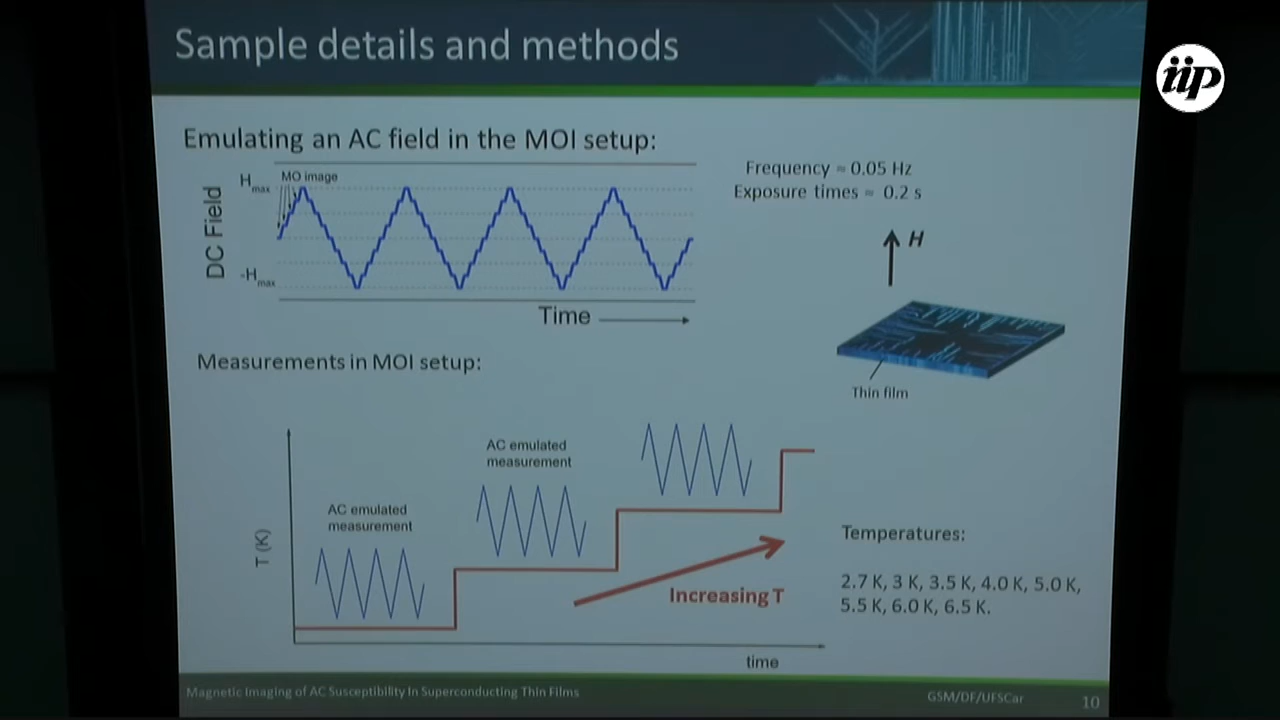 Sample details and methods
iip
Emulating an AC field in the MOI setup:
Frequency ≈ 0.05 Hz
Exposure times ≈ 0.2 s
Hmax
MO image
DC Field
-Hmax
Time
H
Thin film
Measurements in MOI setup:
AC emulated
measurement
AC emulated
measurement
T (K)
Increasing T
time
Temperatures:
2.7 K, 3 K, 3.5 K, 4.0 K, 5.0 K,
5.5 K, 6.0 K, 6.5 K.
Magnetic Imaging of AC Susceptibility In Superconducting Thin Films
GSM/DF/UFSCar
10